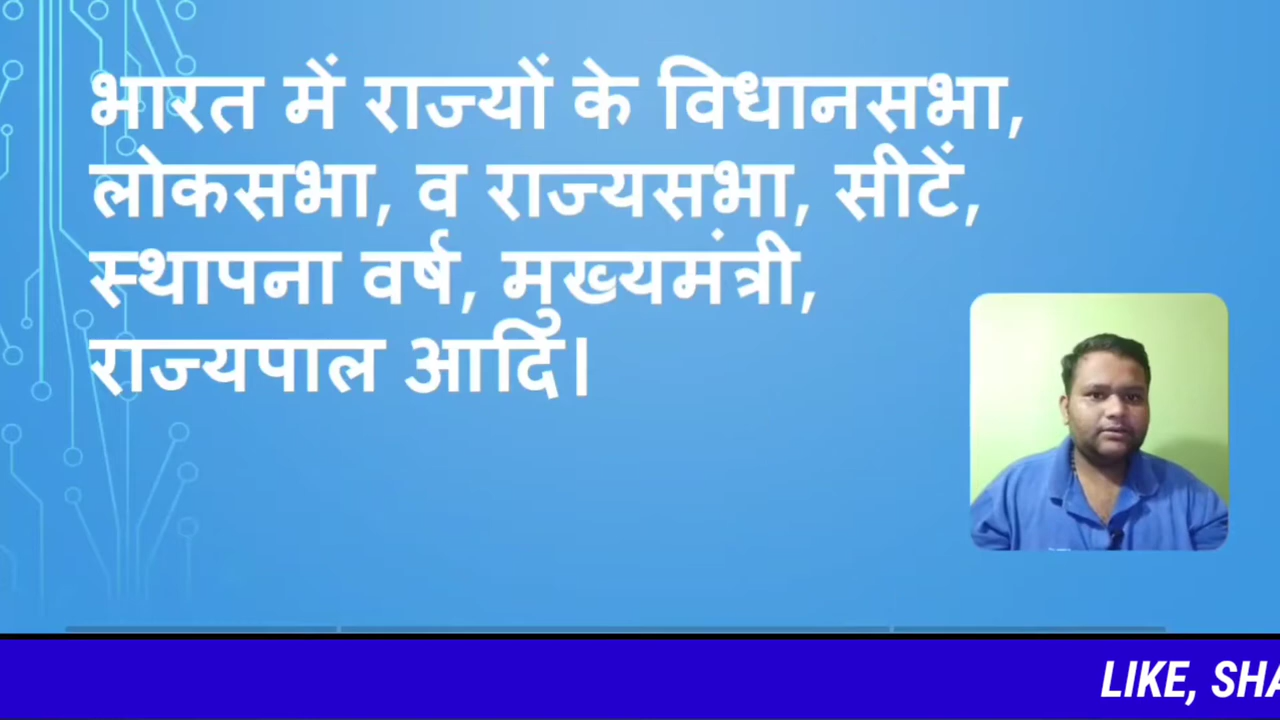 भारत में राज्यों के विधानसभा,
लोकसभा, व राज्यसभा, सीटें,
स्थापना वर्ष, मुख्यमंत्री,
राज्यपाल आदि।
LIKE, SHA